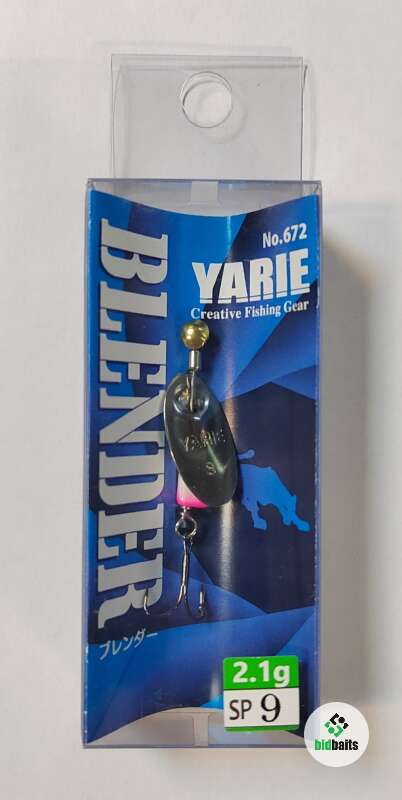 No.672
YARIE
Creative Fishing Gear
BLENDER
ブレンダー
YARIE
2.1g
SP 9
bidbaits